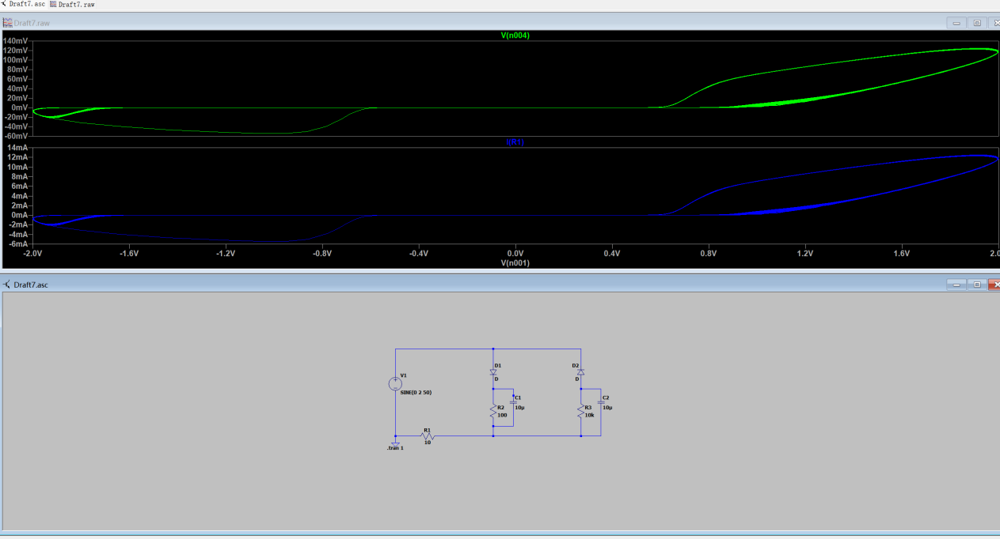 Draft7.asc Draft7.raw
Draft7.raw
V(n004)
140mV
120mV
100mV
80mV
60mV
40mV
20mV
0mV
-20mV
-40mV
-60mV
I(R1)
14mA
12mA
10mA
8mA
6mA
4mA
2mA
0mA
-2mA
-4mA
-6mA
-2.0V -1.6V -1.2V -0.8V -0.4V 0.0V 0.4V 0.8V 1.2V 1.6V 2.0
V(n001)
Draft7.asc
D1 D2
D D
V1
SINE(0 2 50)
C1 C2
10µ 10µ
R2 R3
100 10k
R1
10
.tran 1